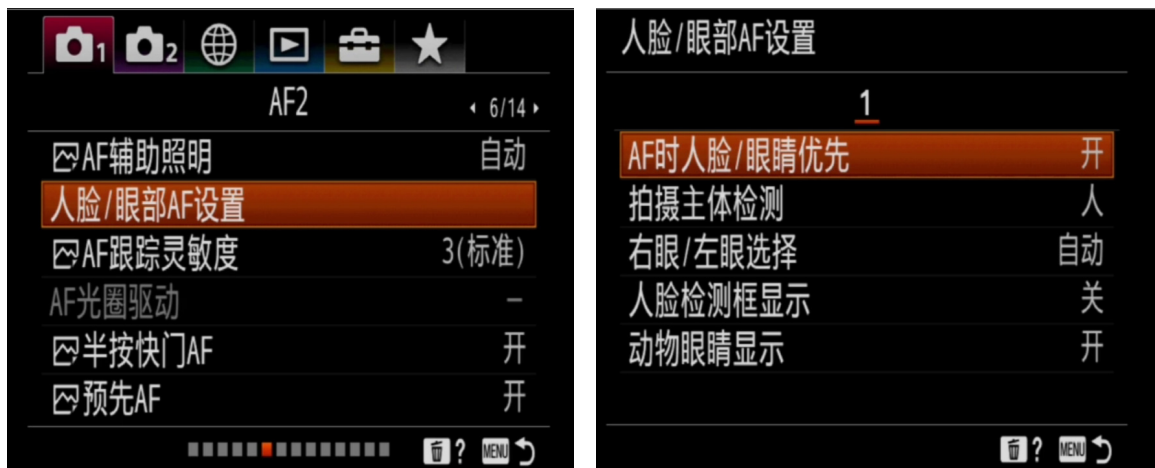 1
2
AF2
6/14
AF辅助照明 自动
人脸/眼部AF设置
AF跟踪灵敏度 3(标准)
AF光圈驱动 —
半按快门AF 开
预先AF 开
? MENU
人脸/眼部AF设置
1
AF时人脸/眼睛优先 开
拍摄主体检测 人
右眼/左眼选择 自动
人脸检测框显示 关
动物眼睛显示 开
? MENU